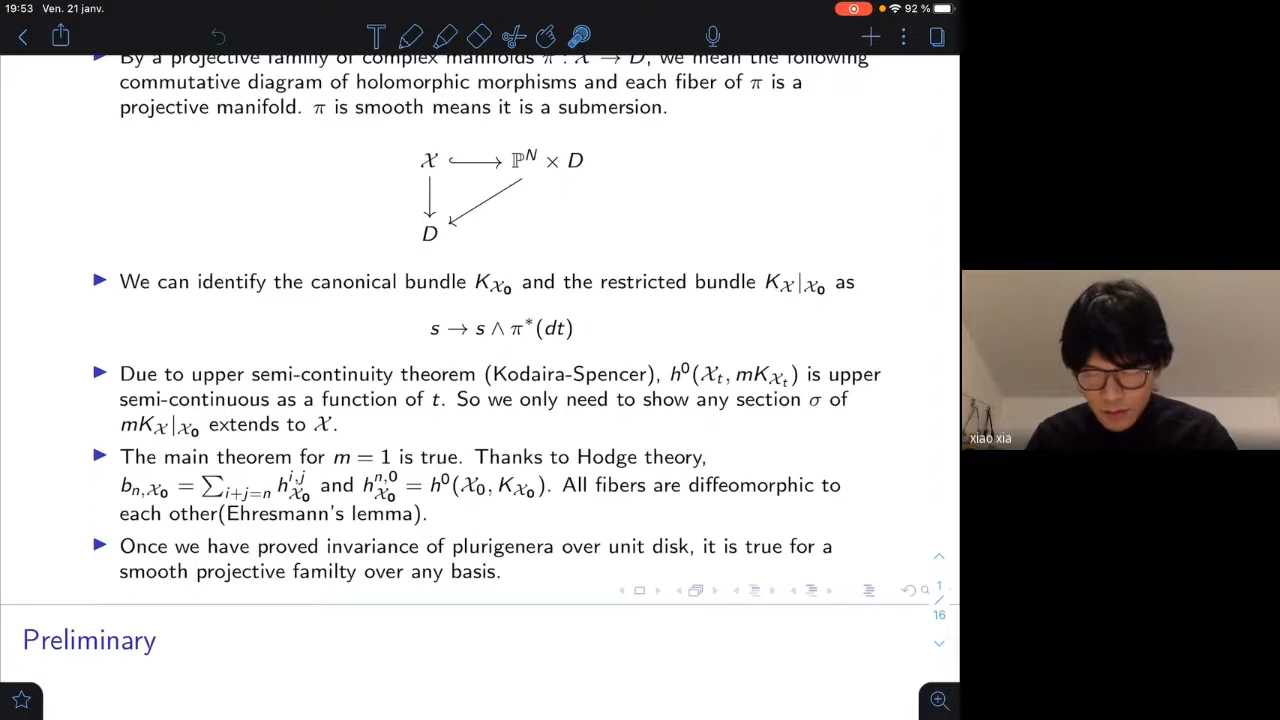 19:53 Ven. 21 janv.
92 %
By a projective family of complex manifolds π : 𝒳 → D, we mean the following
commutative diagram of holomorphic morphisms and each fiber of π is a
projective manifold. π is smooth means it is a submersion.
𝒳 ↪ ℙ^N × D
D
We can identify the canonical bundle K_{𝒳_0} and the restricted bundle K_𝒳|_{𝒳_0} as
s → s ∧ π*(dt)
Due to upper semi-continuity theorem (Kodaira-Spencer), h^0(𝒳_t, mK_{𝒳_t}) is upper
semi-continuous as a function of t. So we only need to show any section σ of
mK_𝒳|_{𝒳_0} extends to 𝒳.
The main theorem for m = 1 is true. Thanks to Hodge theory,
b_{n,𝒳_0} = ∑_{i+j=n} h^{i,j}_{𝒳_0} and h^{n,0}_{𝒳_0} = h^0(𝒳_0, K_{𝒳_0}). All fibers are diffeomorphic to
each other(Ehresmann's lemma).
Once we have proved invariance of plurigenera over unit disk, it is true for a
smooth projective familty over any basis.
1
/
16
Preliminary
xiao xia